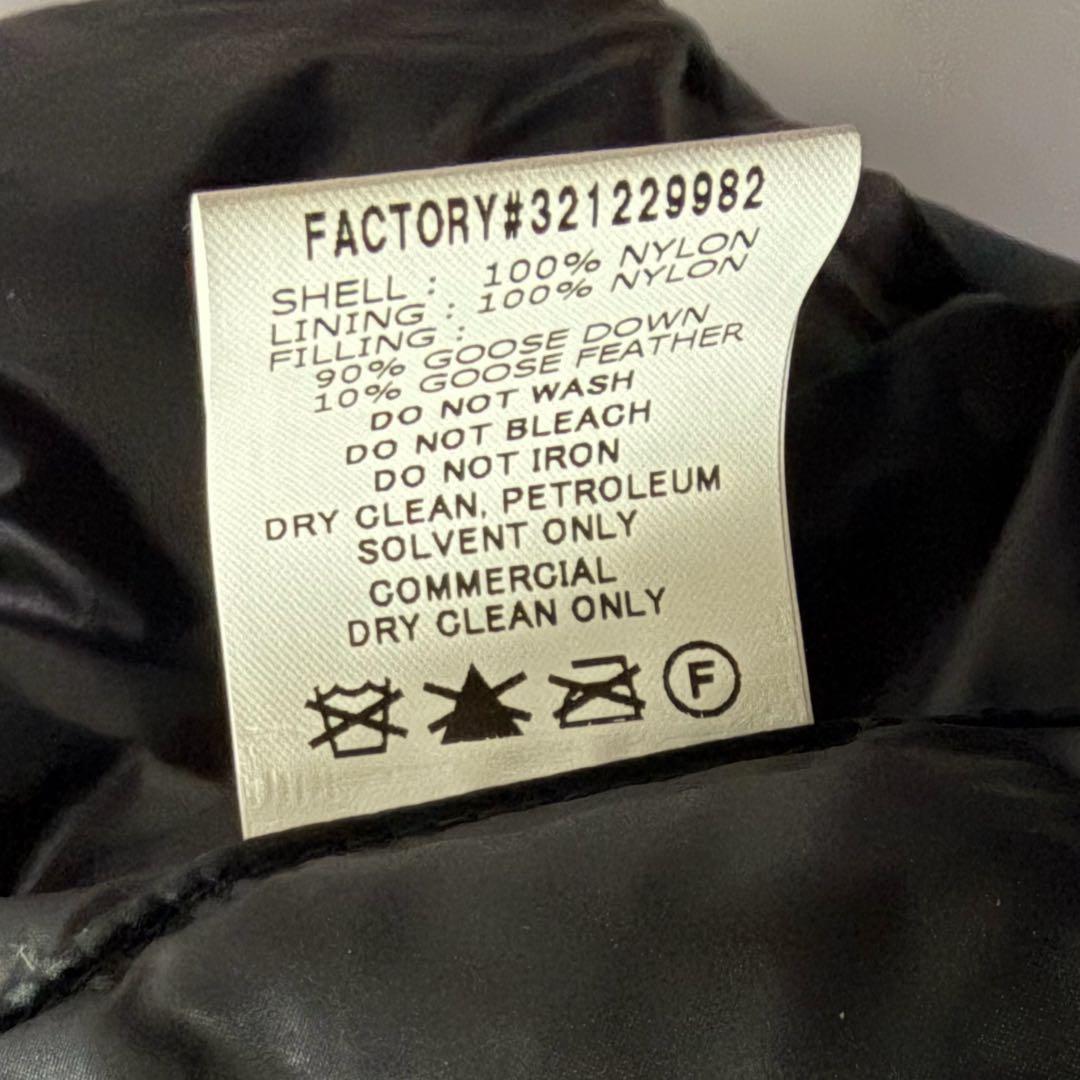 FACTORY#321229982
SHELL : 100% NYLON
LINING : 100% NYLON
FILLING :
90% GOOSE DOWN
10% GOOSE FEATHER
DO NOT WASH
DO NOT BLEACH
DO NOT IRON
DRY CLEAN, PETROLEUM
SOLVENT ONLY
COMMERCIAL
DRY CLEAN ONLY
F